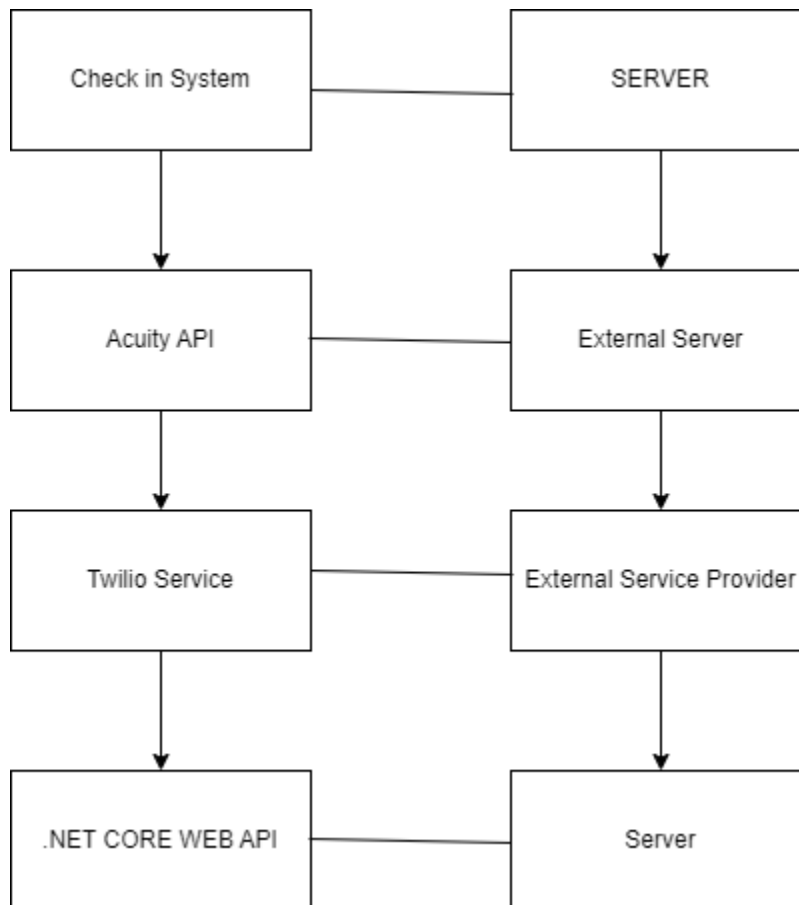 Check in System
SERVER
Acuity API
External Server
Twilio Service
External Service Provider
.NET CORE WEB API
Server